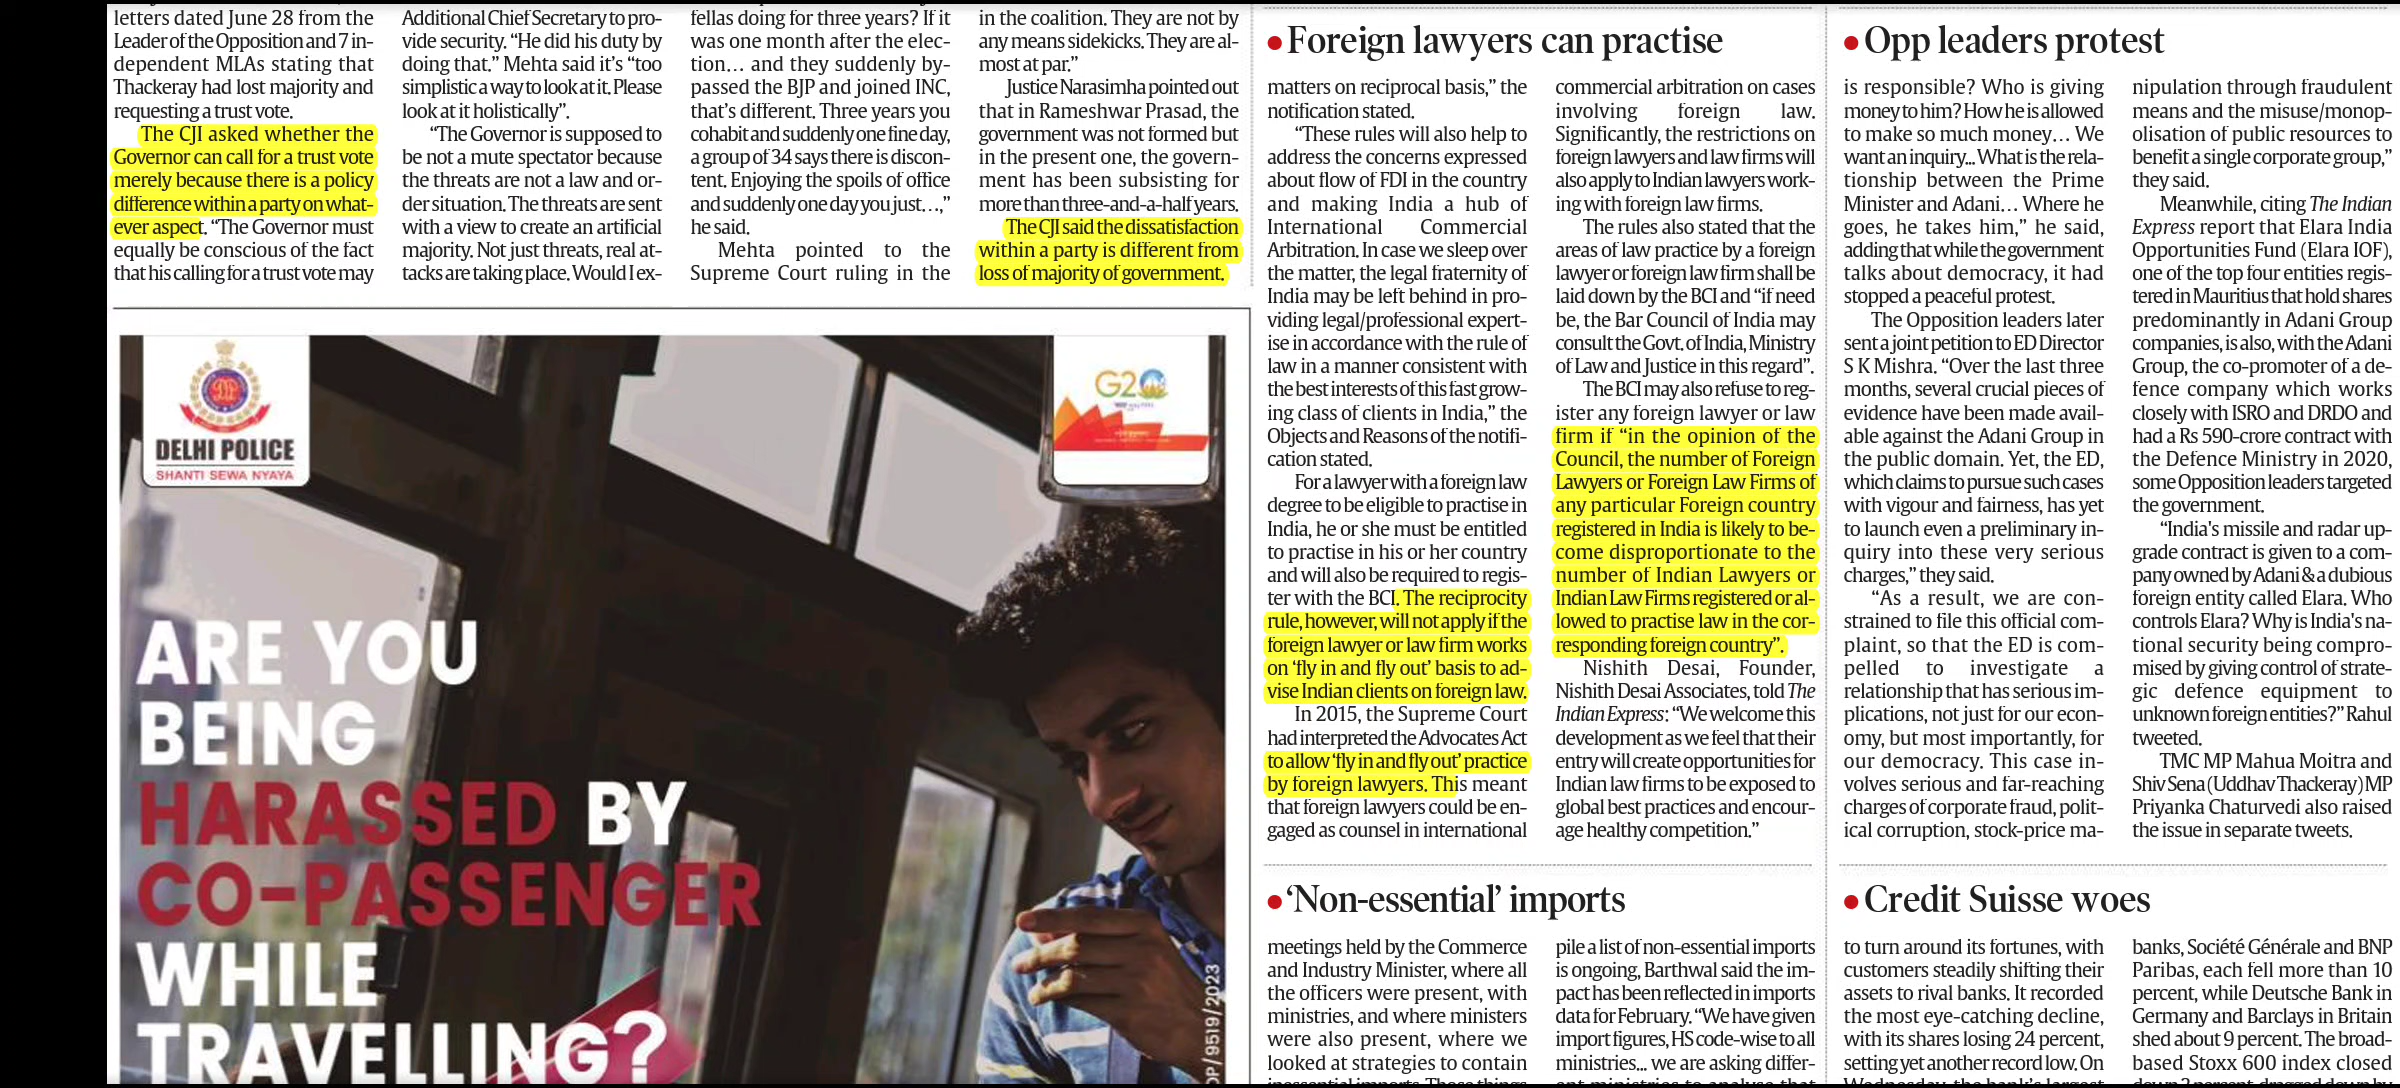 letters dated June 28 from the
Leader of the Opposition and 7 in-
dependent MLAs stating that
Thackeray had lost majority and
requesting a trust vote.
The CJI asked whether the
Governor can call for a trust vote
merely because there is a policy
difference within a party on what-
ever aspect. “The Governor must
equally be conscious of the fact
that his calling for a trust vote may
Additional Chief Secretary to pro-
vide security. “He did his duty by
doing that.” Mehta said it’s “too
simplistic a way to look at it. Please
look at it holistically”.
“The Governor is supposed to
be not a mute spectator because
the threats are not a law and or-
der situation. The threats are sent
with a view to create an artificial
majority. Not just threats, real at-
tacks are taking place. Would I ex-
fellas doing for three years? If it
was one month after the elec-
tion... and they suddenly by-
passed the BJP and joined INC,
that’s different. Three years you
cohabit and suddenly one fine day,
a group of 34 says there is discon-
tent. Enjoying the spoils of office
and suddenly one day you just...,”
he said.
Mehta pointed to the
Supreme Court ruling in the
in the coalition. They are not by
any means sidekicks. They are al-
most at par.”
Justice Narasimha pointed out
that in Rameshwar Prasad, the
government was not formed but
in the present one, the govern-
ment has been subsisting for
more than three-and-a-half years.
The CJI said the dissatisfaction
within a party is different from
loss of majority of government.
DELHI POLICE
SHANTI SEWA NYAYA
G20
ARE YOU
BEING
HARASSED BY
CO-PASSENGER
WHILE
TRAVELLING?
DP/9519/2023
Foreign lawyers can practise
matters on reciprocal basis,” the
notification stated.
“These rules will also help to
address the concerns expressed
about flow of FDI in the country
and making India a hub of
International Commercial
Arbitration. In case we sleep over
the matter, the legal fraternity of
India may be left behind in pro-
viding legal/professional expert-
ise in accordance with the rule of
law in a manner consistent with
the best interests of this fast grow-
ing class of clients in India,” the
Objects and Reasons of the notifi-
cation stated.
For a lawyer with a foreign law
degree to be eligible to practise in
India, he or she must be entitled
to practise in his or her country
and will also be required to regis-
ter with the BCI. The reciprocity
rule, however, will not apply if the
foreign lawyer or law firm works
on ‘fly in and fly out’ basis to ad-
vise Indian clients on foreign law.
In 2015, the Supreme Court
had interpreted the Advocates Act
to allow ‘fly in and fly out’ practice
by foreign lawyers. This meant
that foreign lawyers could be en-
gaged as counsel in international
commercial arbitration on cases
involving foreign law.
Significantly, the restrictions on
foreign lawyers and law firms will
also apply to Indian lawyers work-
ing with foreign law firms.
The rules also stated that the
areas of law practice by a foreign
lawyer or foreign law firm shall be
laid down by the BCI and “if need
be, the Bar Council of India may
consult the Govt. of India, Ministry
of Law and Justice in this regard”.
The BCI may also refuse to reg-
ister any foreign lawyer or law
firm if “in the opinion of the
Council, the number of Foreign
Lawyers or Foreign Law Firms of
any particular Foreign country
registered in India is likely to be-
come disproportionate to the
number of Indian Lawyers or
Indian Law Firms registered or al-
lowed to practise law in the cor-
responding foreign country”.
Nishith Desai, Founder,
Nishith Desai Associates, told The
Indian Express: “We welcome this
development as we feel that their
entry will create opportunities for
Indian law firms to be exposed to
global best practices and encour-
age healthy competition.”
Opp leaders protest
is responsible? Who is giving
money to him? How he is allowed
to make so much money... We
want an inquiry... What is the rela-
tionship between the Prime
Minister and Adani... Where he
goes, he takes him,” he said,
adding that while the government
talks about democracy, it had
stopped a peaceful protest.
The Opposition leaders later
sent a joint petition to ED Director
S K Mishra. “Over the last three
months, several crucial pieces of
evidence have been made avail-
able against the Adani Group in
the public domain. Yet, the ED,
which claims to pursue such cases
with vigour and fairness, has yet
to launch even a preliminary in-
quiry into these very serious
charges,” they said.
“As a result, we are con-
strained to file this official com-
plaint, so that the ED is com-
pelled to investigate a
relationship that has serious im-
plications, not just for our econ-
omy, but most importantly, for
our democracy. This case in-
volves serious and far-reaching
charges of corporate fraud, polit-
ical corruption, stock-price ma-
nipulation through fraudulent
means and the misuse/monop-
olisation of public resources to
benefit a single corporate group,”
they said.
Meanwhile, citing The Indian
Express report that Elara India
Opportunities Fund (Elara IOF),
one of the top four entities regis-
tered in Mauritius that hold shares
predominantly in Adani Group
companies, is also, with the Adani
Group, the co-promoter of a de-
fence company which works
closely with ISRO and DRDO and
had a Rs 590-crore contract with
the Defence Ministry in 2020,
some Opposition leaders targeted
the government.
“India's missile and radar up-
grade contract is given to a com-
pany owned by Adani & a dubious
foreign entity called Elara. Who
controls Elara? Why is India's na-
tional security being compro-
mised by giving control of strate-
gic defence equipment to
unknown foreign entities?” Rahul
tweeted.
TMC MP Mahua Moitra and
Shiv Sena (Uddhav Thackeray) MP
Priyanka Chaturvedi also raised
the issue in separate tweets.
‘Non-essential’ imports
meetings held by the Commerce
and Industry Minister, where all
the officers were present, with
ministries, and where ministers
were also present, where we
looked at strategies to contain
pile a list of non-essential imports
is ongoing, Barthwal said the im-
pact has been reflected in imports
data for February. “We have given
import figures, HS code-wise to all
ministries... we are asking differ-
Credit Suisse woes
to turn around its fortunes, with
customers steadily shifting their
assets to rival banks. It recorded
the most eye-catching decline,
with its shares losing 24 percent,
setting yet another record low. On
banks, Société Générale and BNP
Paribas, each fell more than 10
percent, while Deutsche Bank in
Germany and Barclays in Britain
shed about 9 percent. The broad-
based Stoxx 600 index closed